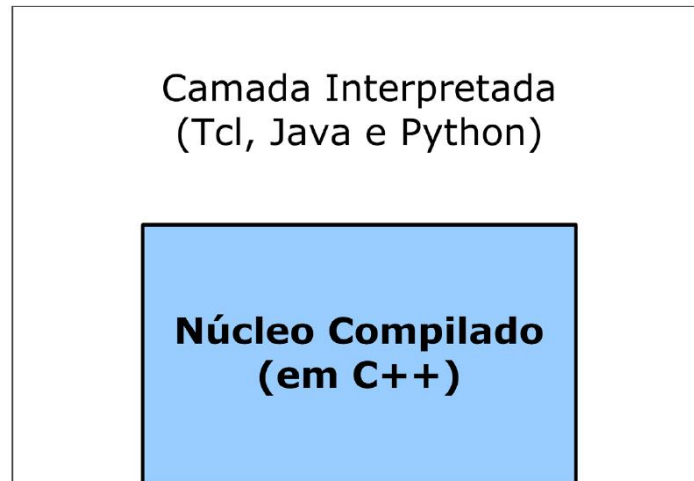 Camada Interpretada
(Tcl, Java e Python)
Núcleo Compilado
(em C++)